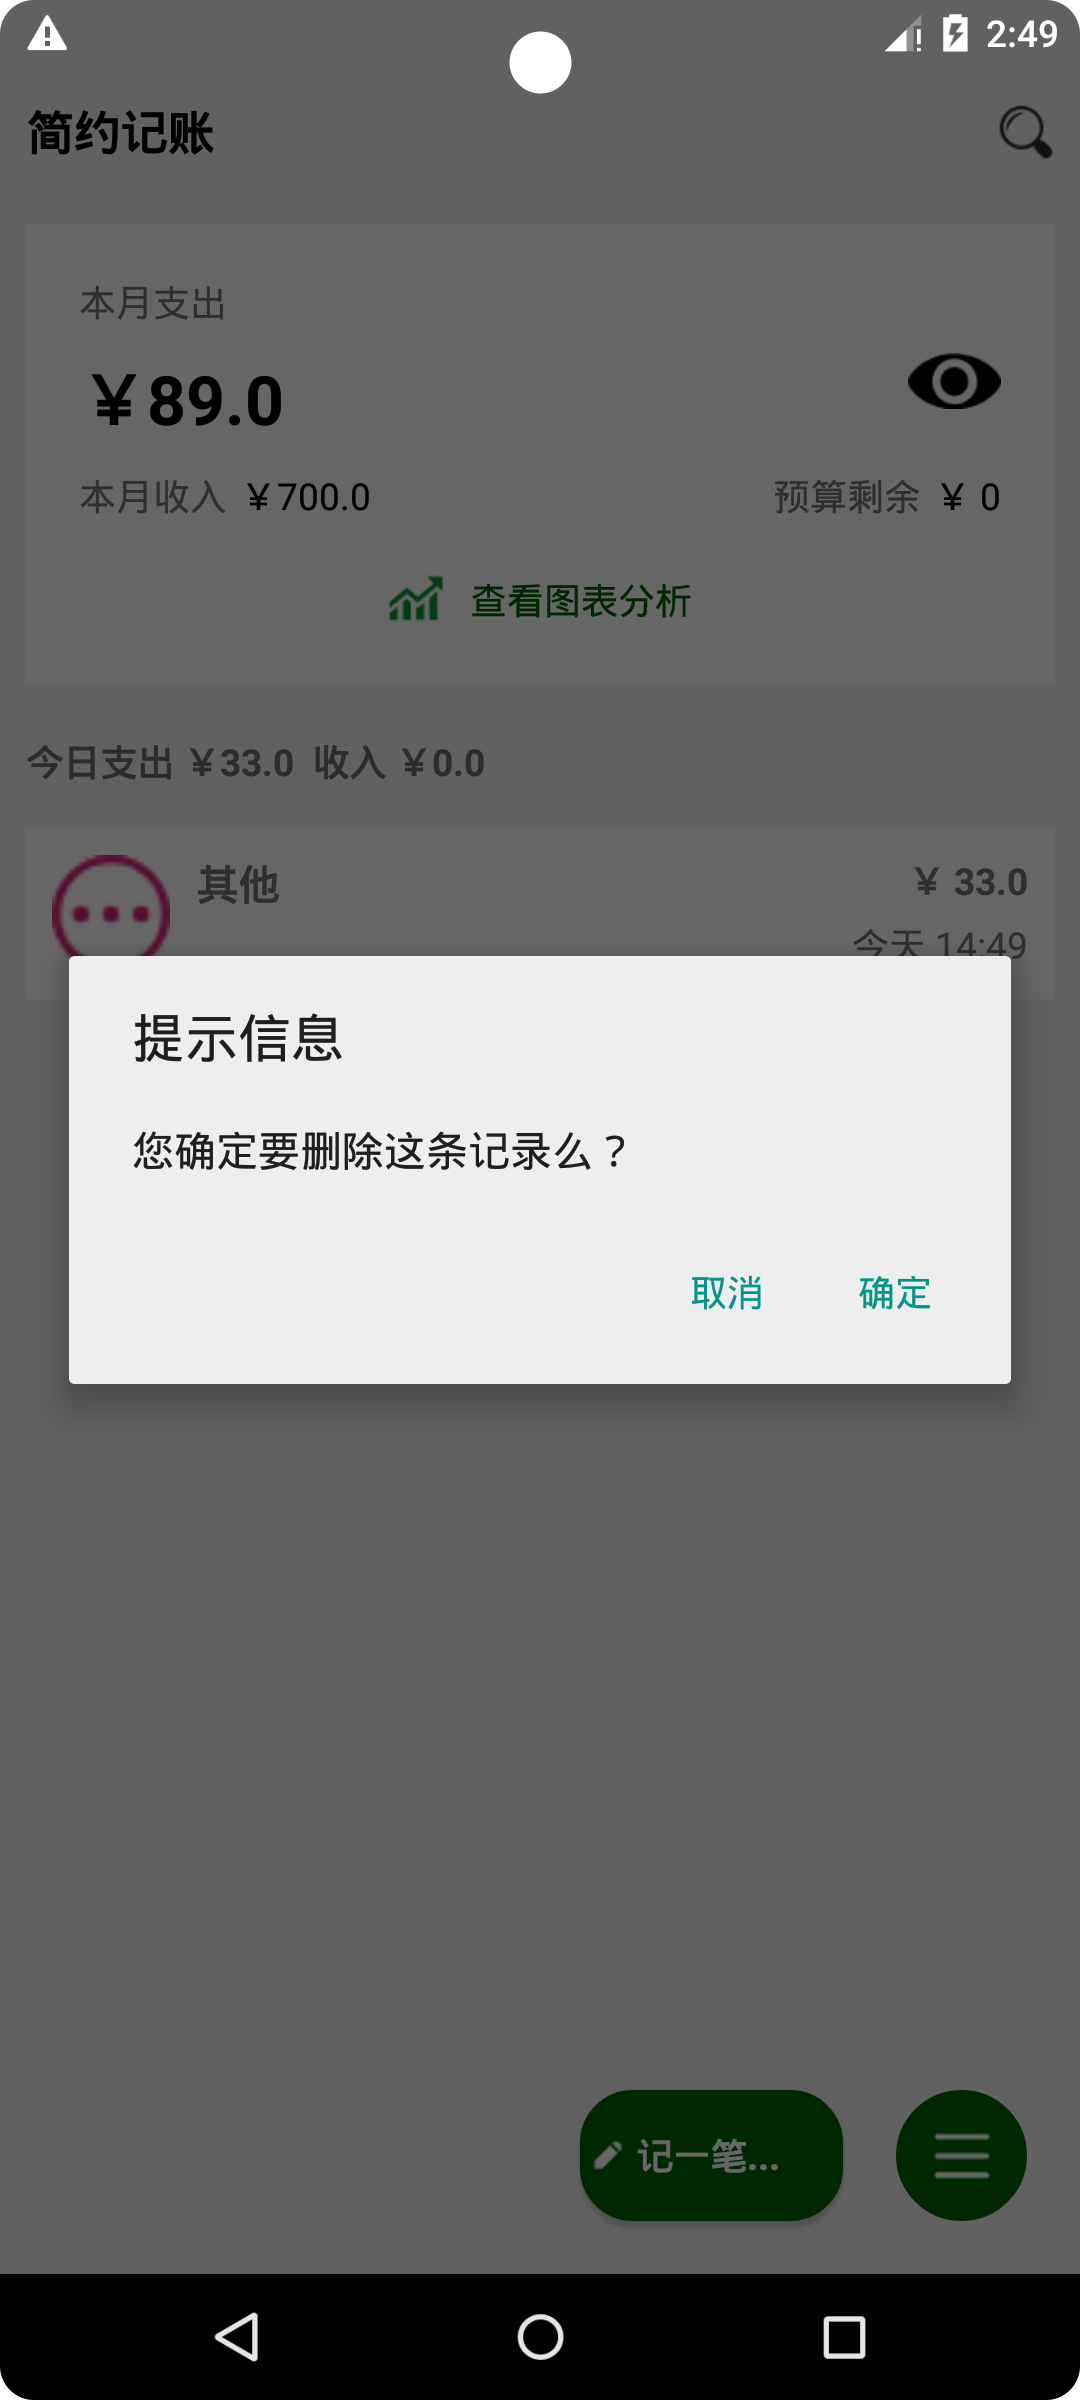 2:49
简约记账
本月支出
￥89.0
本月收入 ￥700.0 预算剩余 ￥ 0
查看图表分析
今日支出 ￥33.0 收入 ￥0.0
其他 ￥ 33.0
今天 14:49
提示信息
您确定要删除这条记录么？
取消 确定
记一笔...